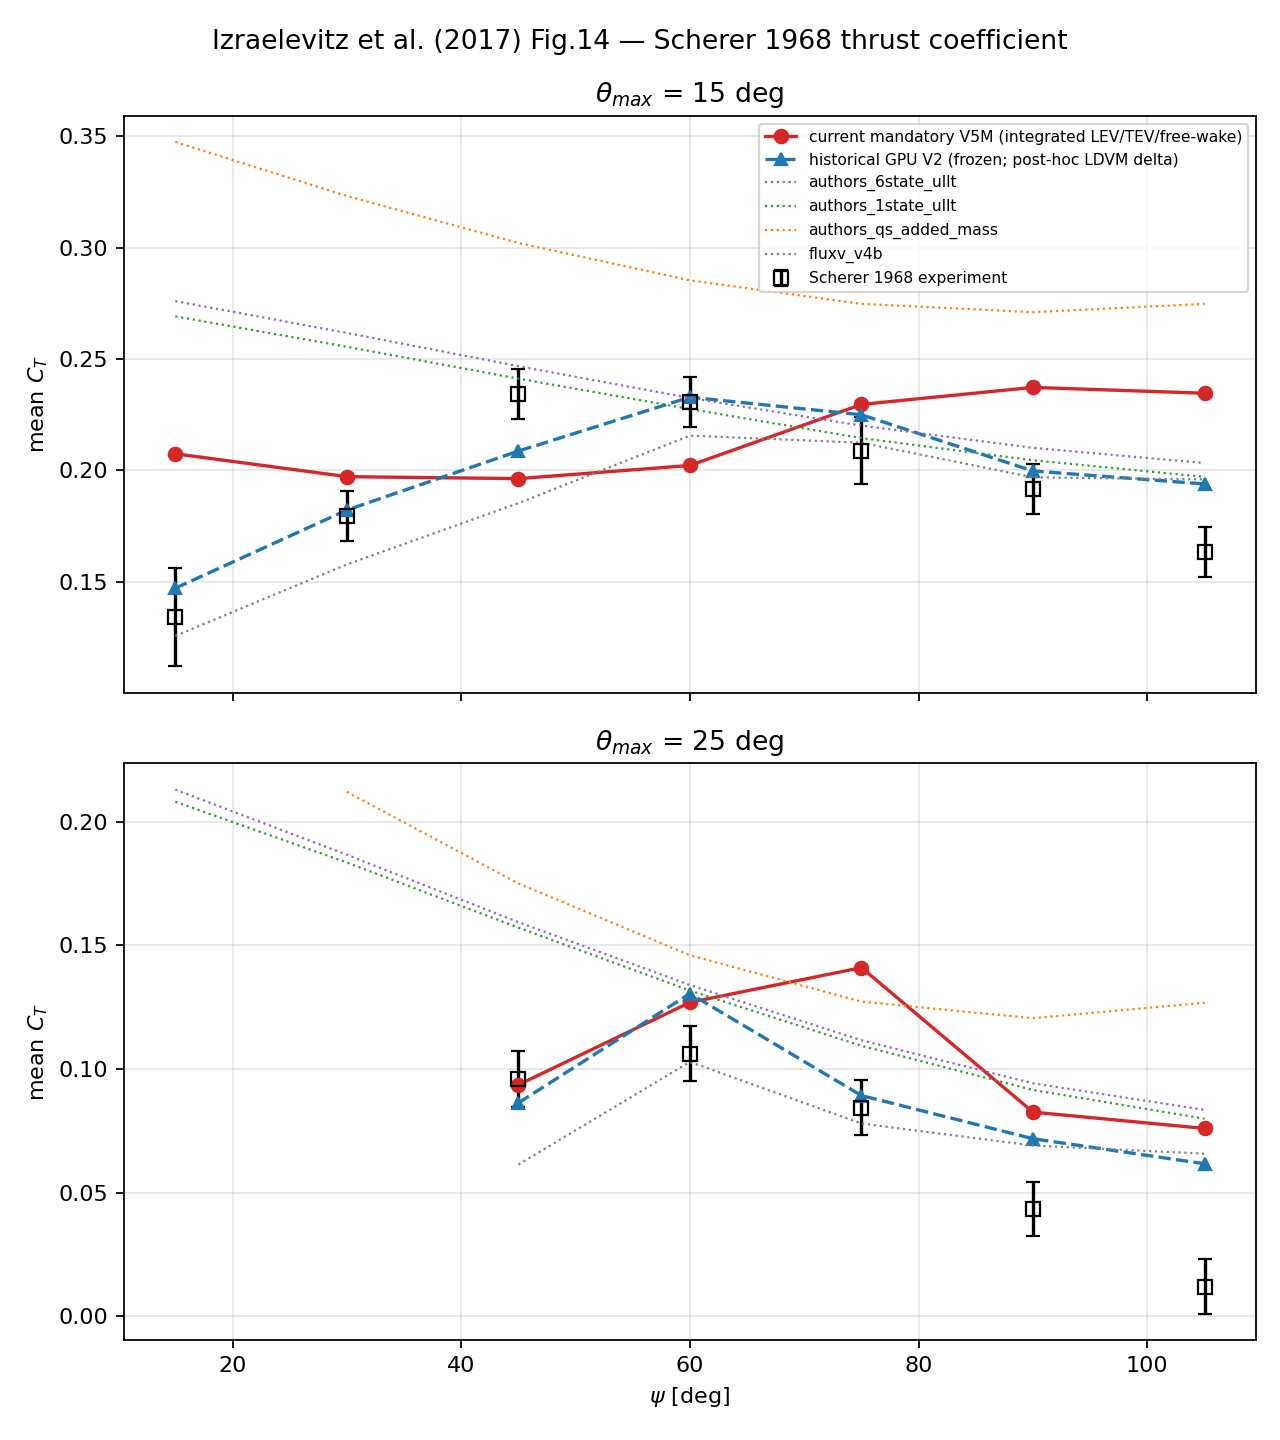 Izraelevitz et al. (2017) Fig.14 — Scherer 1968 thrust coefficient
θmax = 15 deg
0.35
0.30
0.25
0.20
0.15
mean CT
current mandatory V5M (integrated LEV/TEV/free-wake)
historical GPU V2 (frozen; post-hoc LDVM delta)
authors_6state_ullt
authors_1state_ullt
authors_qs_added_mass
fluxv_v4b
Scherer 1968 experiment
θmax = 25 deg
0.20
0.15
0.10
0.05
0.00
mean CT
20 40 60 80 100
ψ [deg]